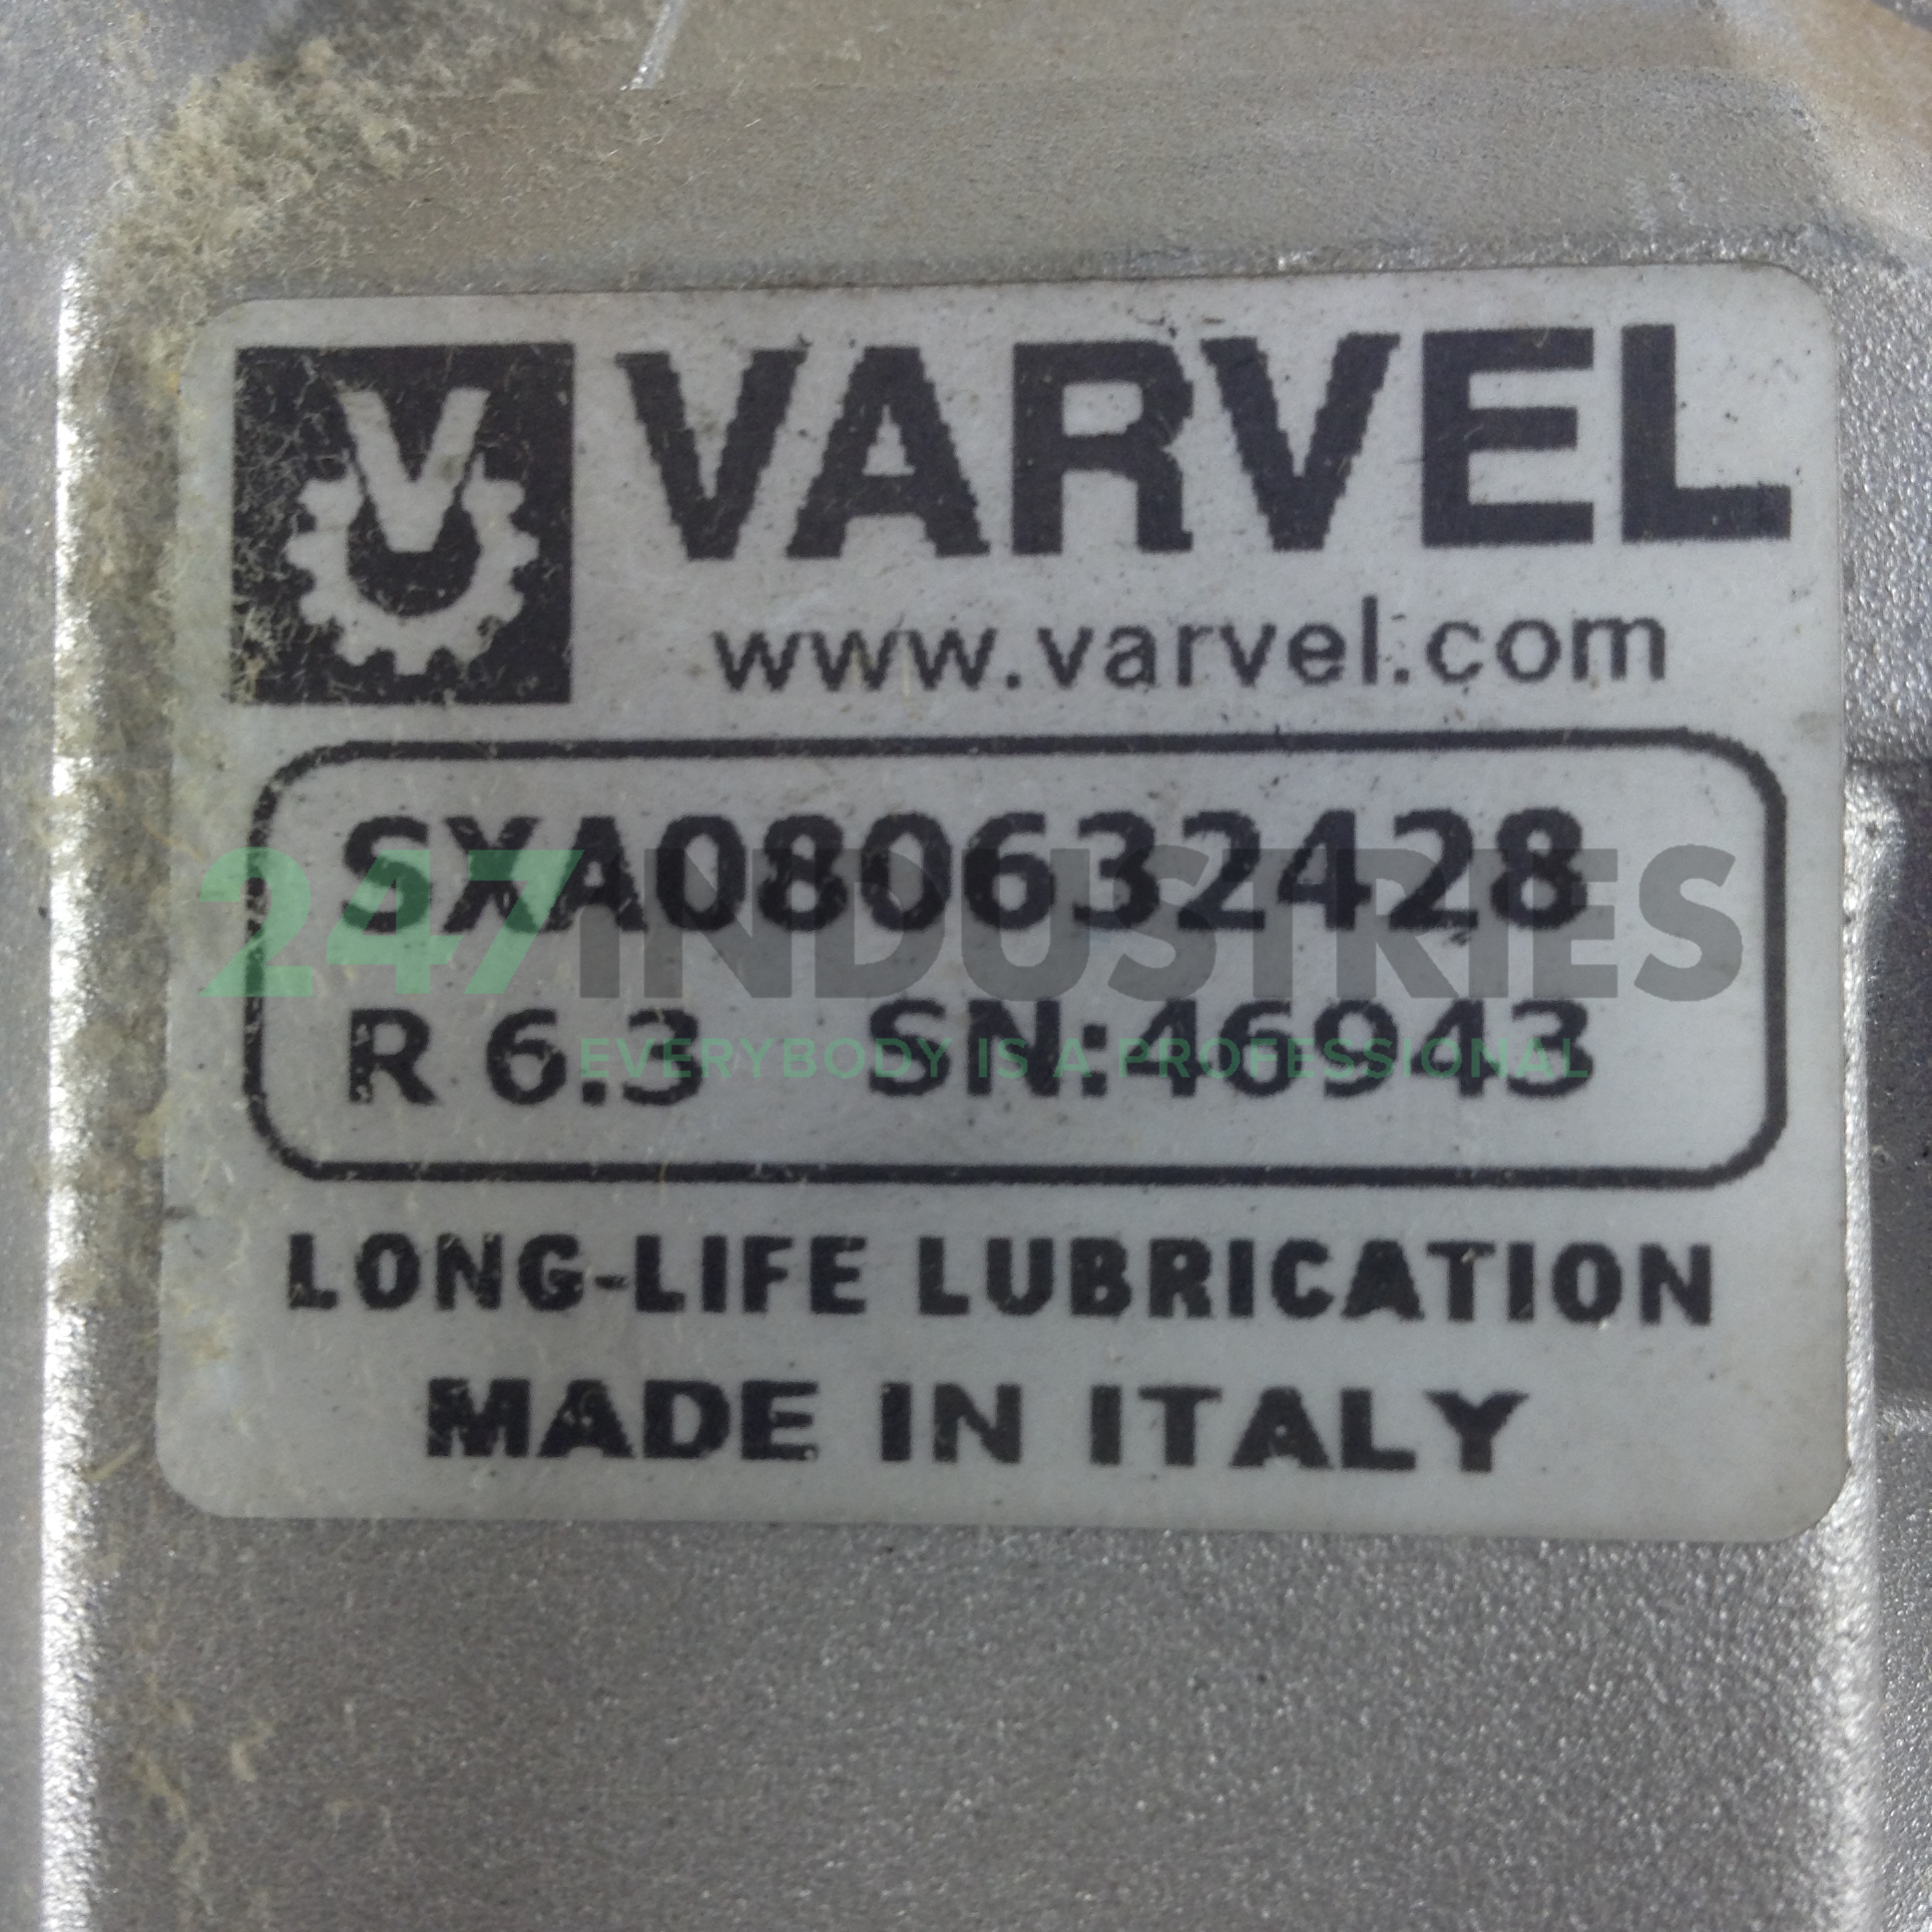 V VARVEL
www.varvel.com
SXA080632428
247INDUSTRIES
R 6.3 SN:46943
EVERYBODY IS A PROFESSIONAL
LONG-LIFE LUBRICATION
MADE IN ITALY